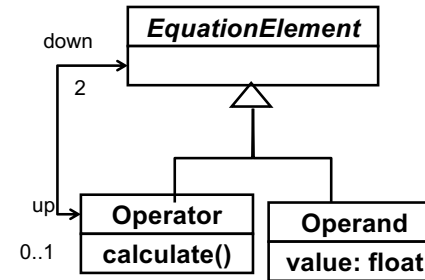 EquationElement
down
2
up
0..1
Operator
calculate()
Operand
value: float